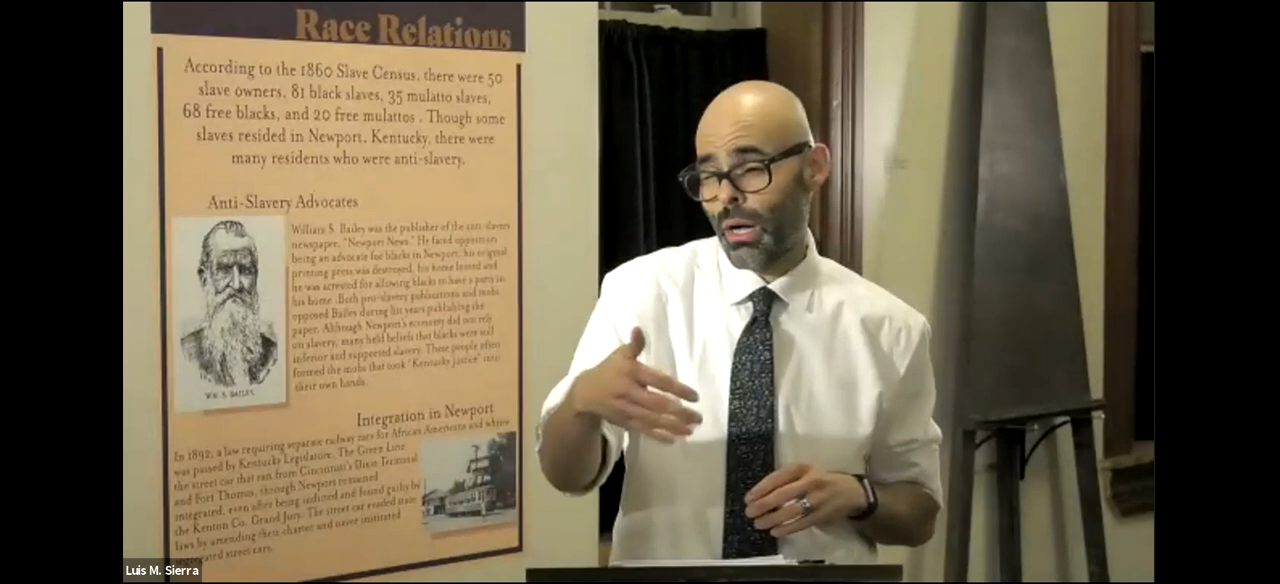 Race Relations
According to the 1860 Slave Census, there were 50
slave owners, 81 black slaves, 35 mulatto slaves,
68 free blacks, and 20 free mulattos . Though some
slaves resided in Newport, Kentucky, there were
many residents who were anti-slavery.
Anti-Slavery Advocates
William S. Bailey was the publisher of the anti-slavery
newspaper, "Newport News." He faced opposition
being an advocate for blacks in Newport; his original
printing press was destroyed, his home looted and
he was arrested for allowing blacks to have a party in
his home .Both pro-slavery publications and mobs
opposed Bailey during his years publishing the
paper. Although Newport's economy did not rely
on slavery, many held beliefs that blacks were still
inferior and supported slavery. These people often
formed the mobs that took "Kentucky justice" into
their own hands.
WM. S. BAILEY
Integration in Newport
In 1892, a law requiring separate railway cars for African Americans and whites
was passed by Kentucky Legislature. The Green Line,
the street car that ran from Cincinnati's Dixie Terminal
and Fort Thomas, through Newport remained
integrated, even after being indicted and found guilty by
the Kenton Co. Grand Jury. The street car evaded state
laws by amending their charter and never instituted
street cars.
Luis M. Sierra